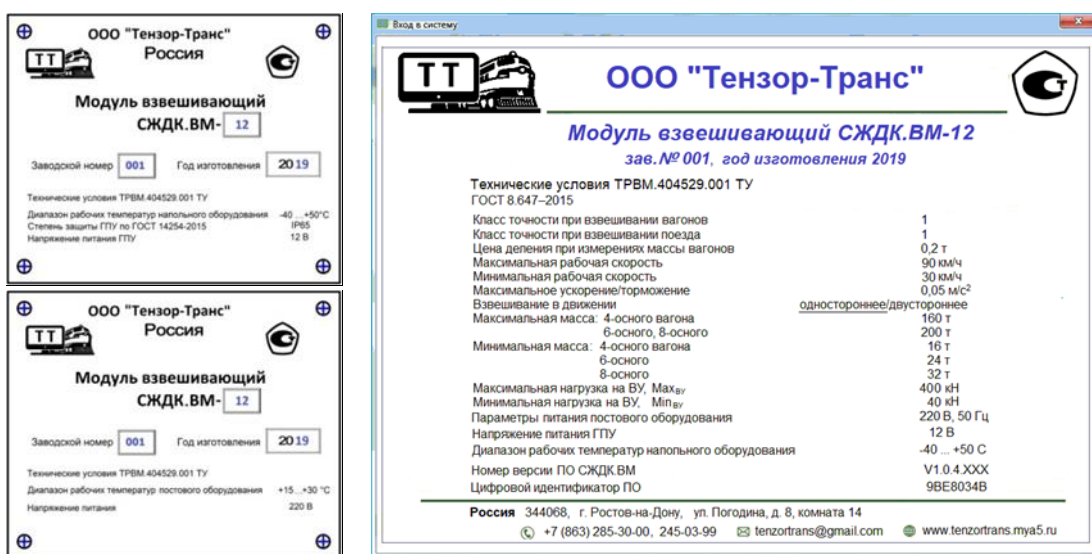 ООО "Тензор-Транс"
Россия
ТТ
Модуль взвешивающий
СЖДК.ВМ- 12
Заводской номер 001 Год изготовления 2019
Технические условия ТРВМ.404529.001 ТУ
Диапазон рабочих температур напольного оборудования -40 ...+50°С
Степень защиты ГПУ по ГОСТ 14254-2015 IP65
Напряжение питания ГПУ 12 В
ООО "Тензор-Транс"
Россия
ТТ
Модуль взвешивающий
СЖДК.ВМ- 12
Заводской номер 001 Год изготовления 2019
Технические условия ТРВМ.404529.001 ТУ
Диапазон рабочих температур постового оборудования +15...+30 °С
Напряжение питания 220 В
Вход в систему
ТТ ООО "Тензор-Транс"
Модуль взвешивающий СЖДК.ВМ-12
зав.№ 001, год изготовления 2019
Технические условия ТРВМ.404529.001 ТУ
ГОСТ 8.647–2015
Класс точности при взвешивании вагонов 1
Класс точности при взвешивании поезда 1
Цена деления при измерениях массы вагонов 0,2 т
Максимальная рабочая скорость 90 км/ч
Минимальная рабочая скорость 30 км/ч
Максимальное ускорение/торможение 0,05 м/с²
Взвешивание в движении одностороннее/двустороннее
Максимальная масса: 4-осного вагона 160 т
6-осного, 8-осного 200 т
Минимальная масса: 4-осного вагона 16 т
6-осного 24 т
8-осного 32 т
Максимальная нагрузка на ВУ, Max ВУ 400 кН
Минимальная нагрузка на ВУ, Min ВУ 40 кН
Параметры питания постового оборудования 220 В, 50 Гц
Напряжение питания ГПУ 12 В
Диапазон рабочих температур напольного оборудования -40 ... +50 С
Номер версии ПО СЖДК.ВМ V1.0.4.XXX
Цифровой идентификатор ПО 9BE8034B
Россия 344068, г. Ростов-на-Дону, ул. Погодина, д. 8, комната 14
+7 (863) 285-30-00, 245-03-99 tenzortrans@gmail.com www.tenzortrans.mya5.ru